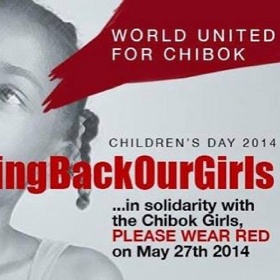 WORLD UNITED
FOR CHIBOK
CHILDREN'S DAY 2014
ingBackOurGirls
...in solidarity with
the Chibok Girls,
PLEASE WEAR RED
on May 27th 2014